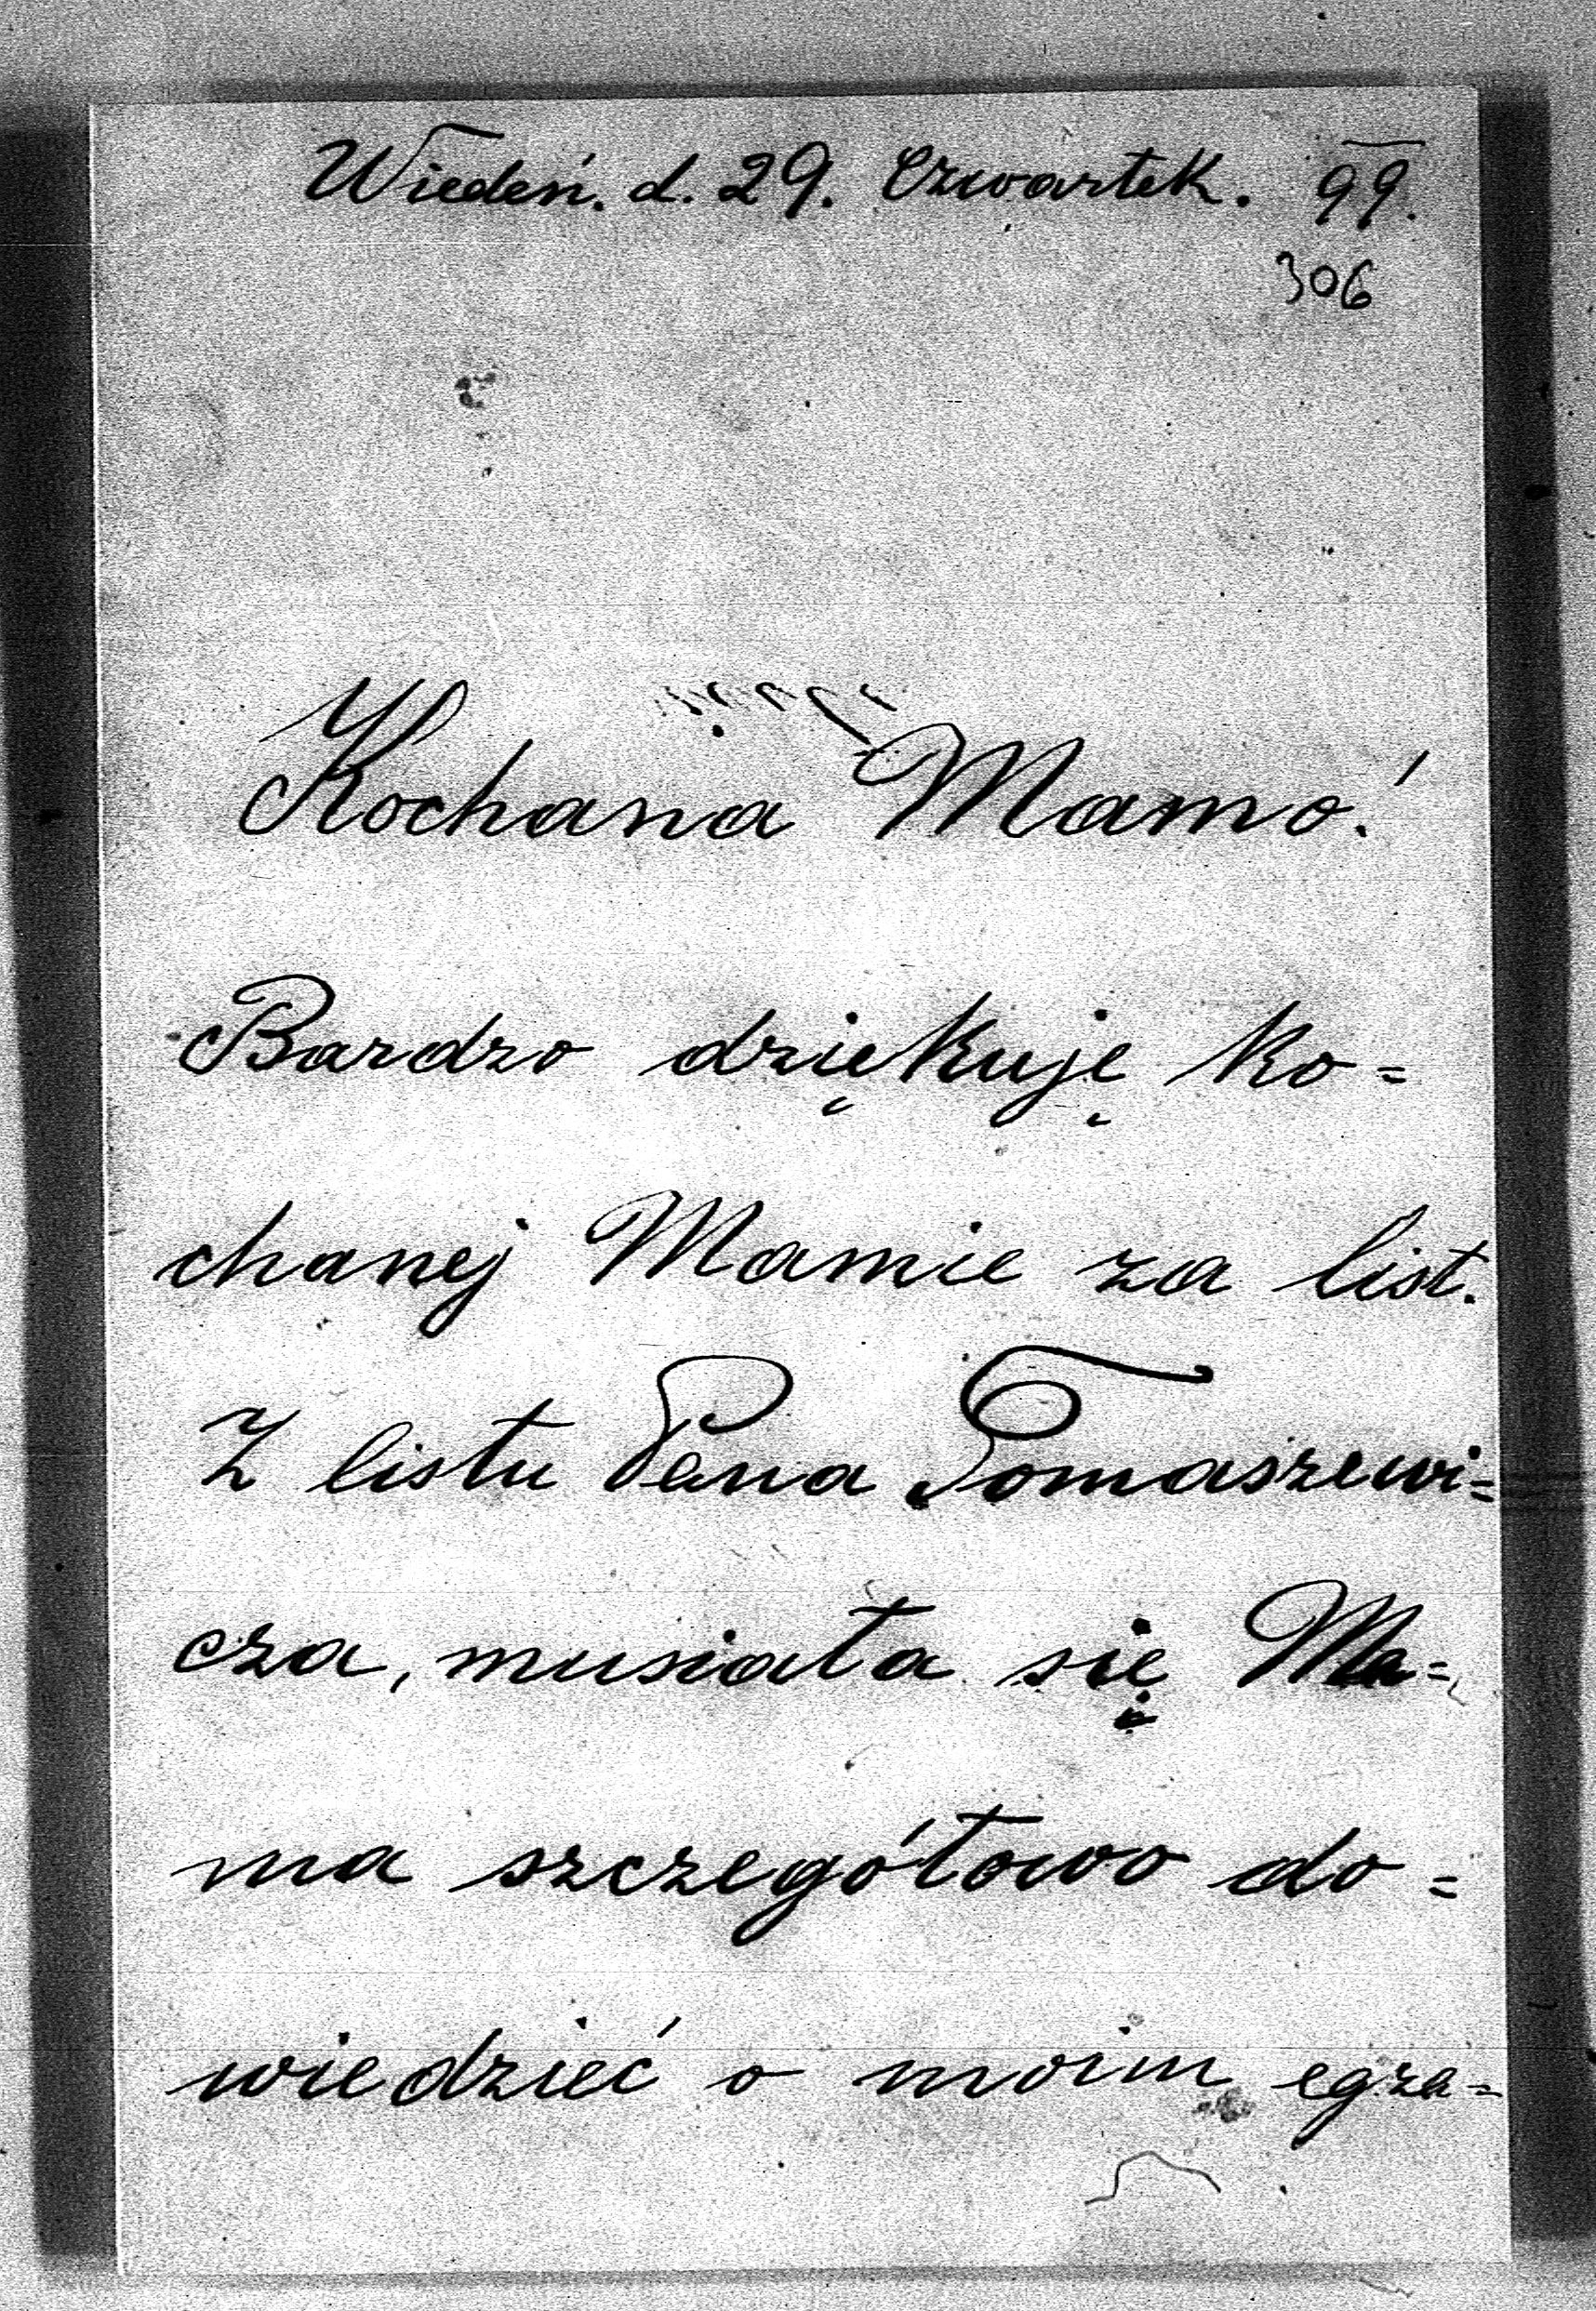 Wiedeń. d. 29. Czwartek. 99.
306
Kochana Mamo!
Bardzo dziękuję ko=
chanej Mamie za list.
Z listu Pana Tomaszewi=
cza, musiała się Ma=
ma szczegółowo do=
wiedzieć o moim egza=